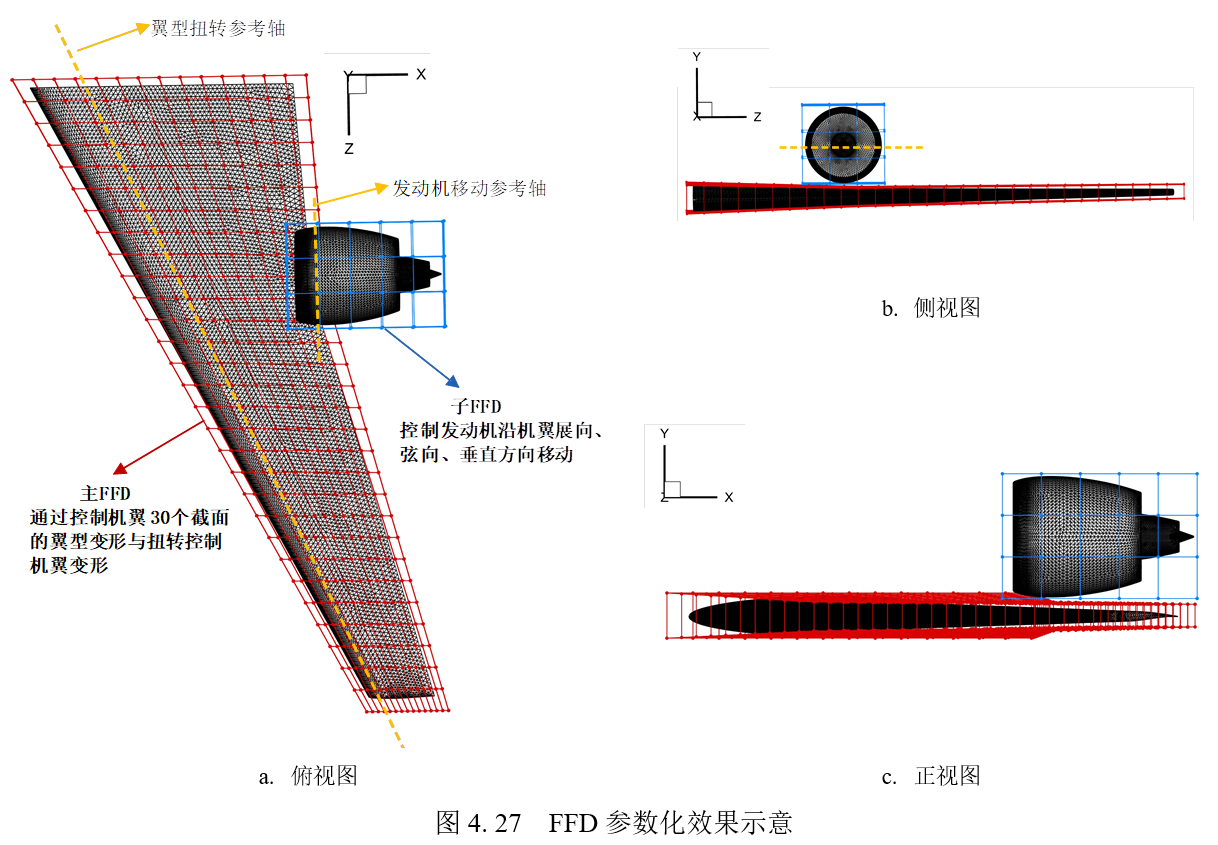 翼型扭转参考轴
Y
X
Z
发动机移动参考轴
子FFD
控制发动机沿机翼展向、
弦向、垂直方向移动
主FFD
通过控制机翼30个截面
的翼型变形与扭转控制
机翼变形
a. 俯视图
Y
X
Z
b. 侧视图
Y
Z
X
c. 正视图
图 4. 27 FFD 参数化效果示意